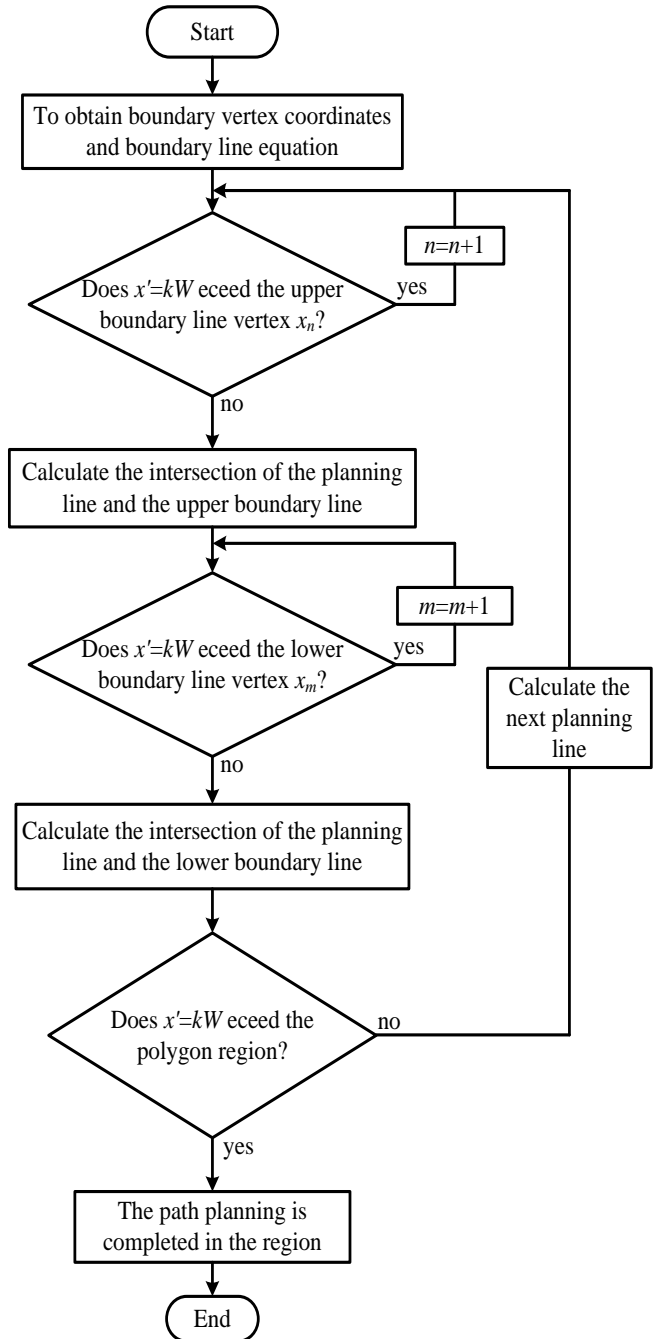 Start
To obtain boundary vertex coordinates
and boundary line equation
n=n+1
Does x'=kW eceed the upper
boundary line vertex xn?
yes
no
Calculate the intersection of the planning
line and the upper boundary line
m=m+1
Does x'=kW eceed the lower
boundary line vertex xm?
yes
no
Calculate the next planning line
Calculate the intersection of the planning
line and the lower boundary line
Does x'=kW eceed the
polygon region?
no
yes
The path planning is
completed in the region
End